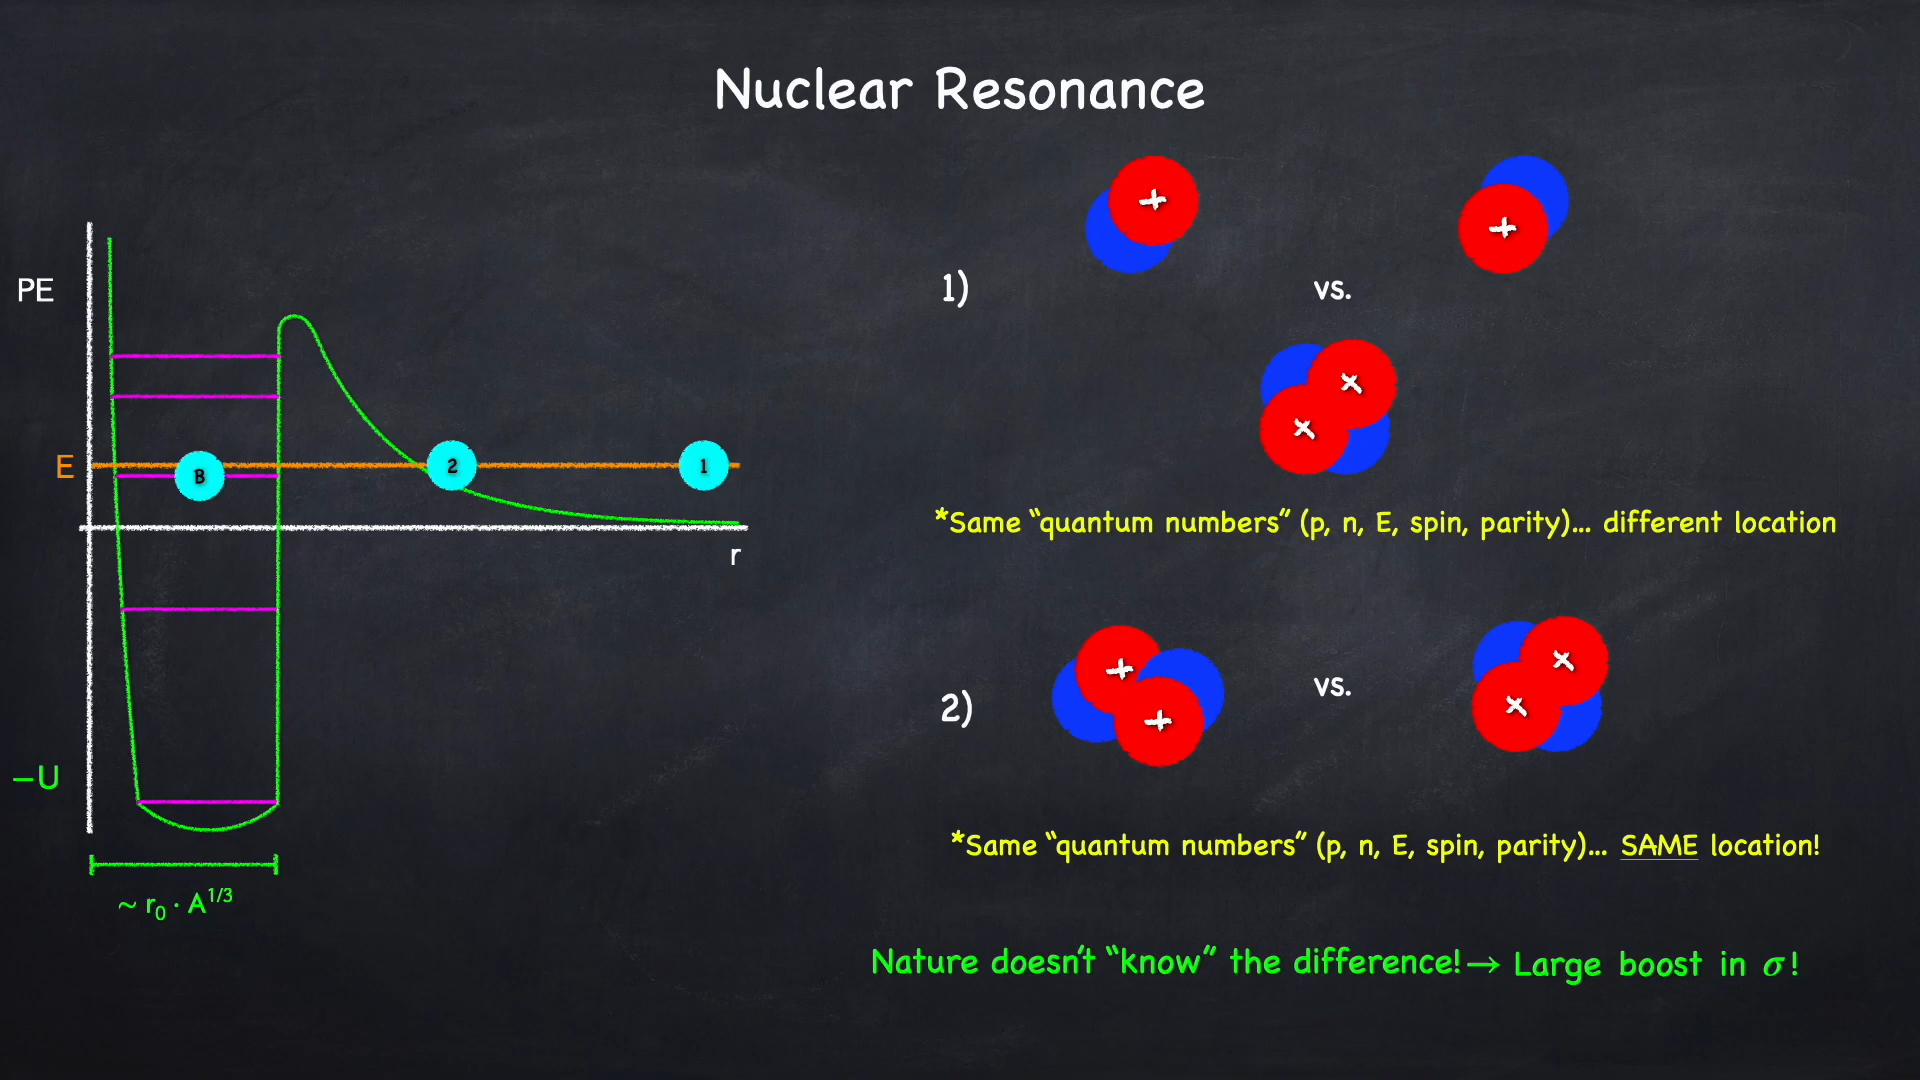 Nuclear Resonance
PE
E
B
2
1
r
−U
~ r₀ · A^1/3
1)
+
+
vs.
+
+
*Same “quantum numbers” (p, n, E, spin, parity)... different location
2)
+
+
vs.
+
+
*Same “quantum numbers” (p, n, E, spin, parity)... SAME location!
Nature doesn’t “know” the difference! → Large boost in σ!